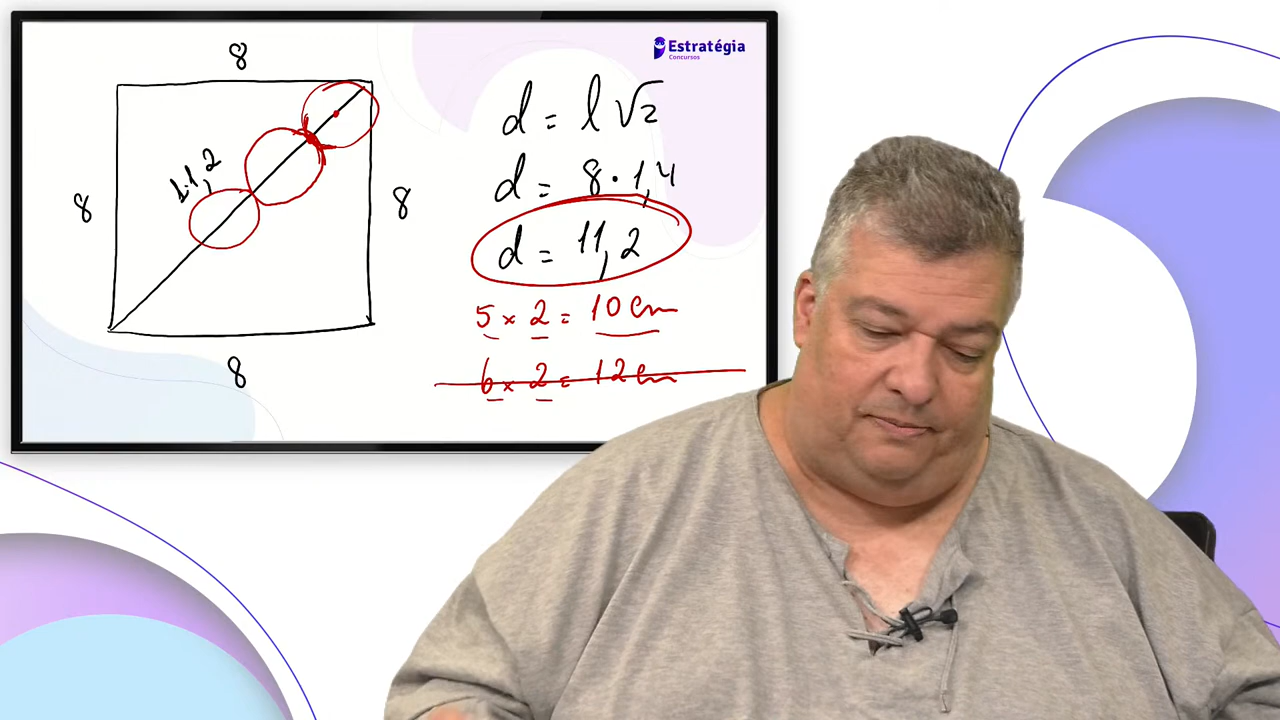 Estratégia
Concursos
8
8
11,2
8
8
d = l √2
d = 8 · 1,4
d = 11,2
5 × 2 = 10 cm
6 × 2 = 12 cm